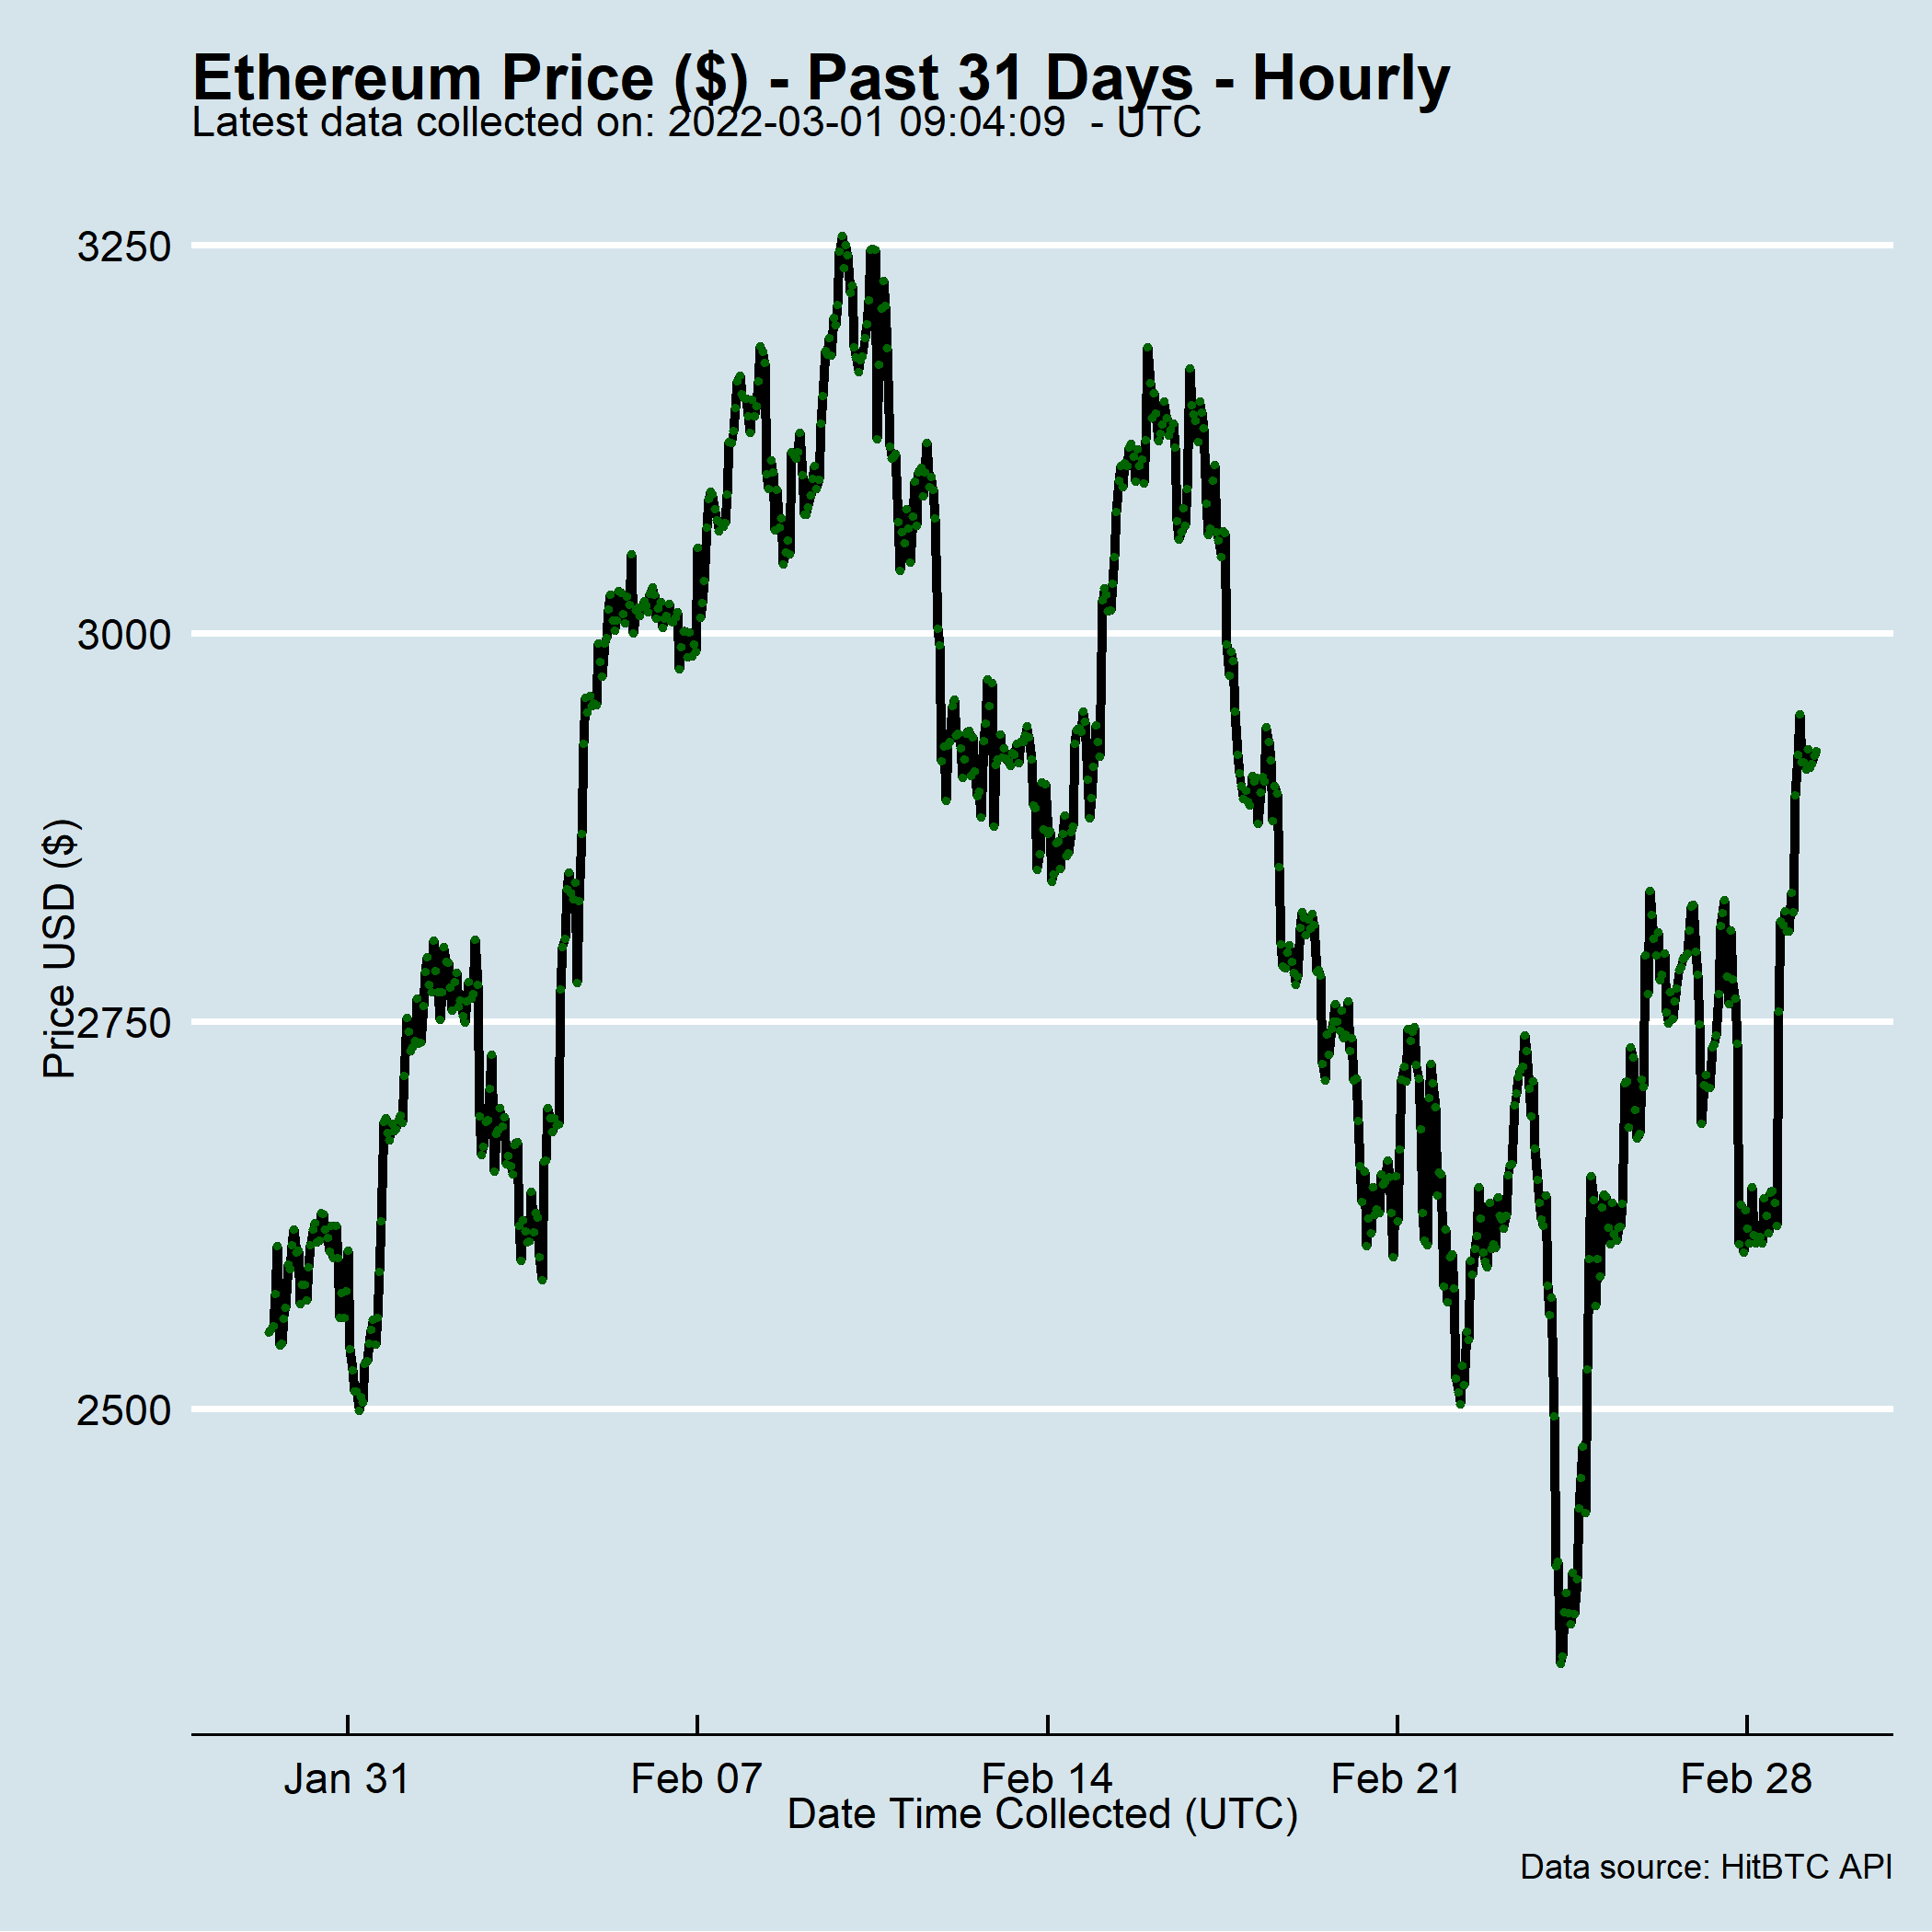 Ethereum Price ($) - Past 31 Days - Hourly
Latest data collected on: 2022-03-01 09:04:09  - UTC
3250
3000
2750
2500
Price USD ($)
Jan 31
Feb 07
Feb 14
Feb 21
Feb 28
Date Time Collected (UTC)
Data source: HitBTC API